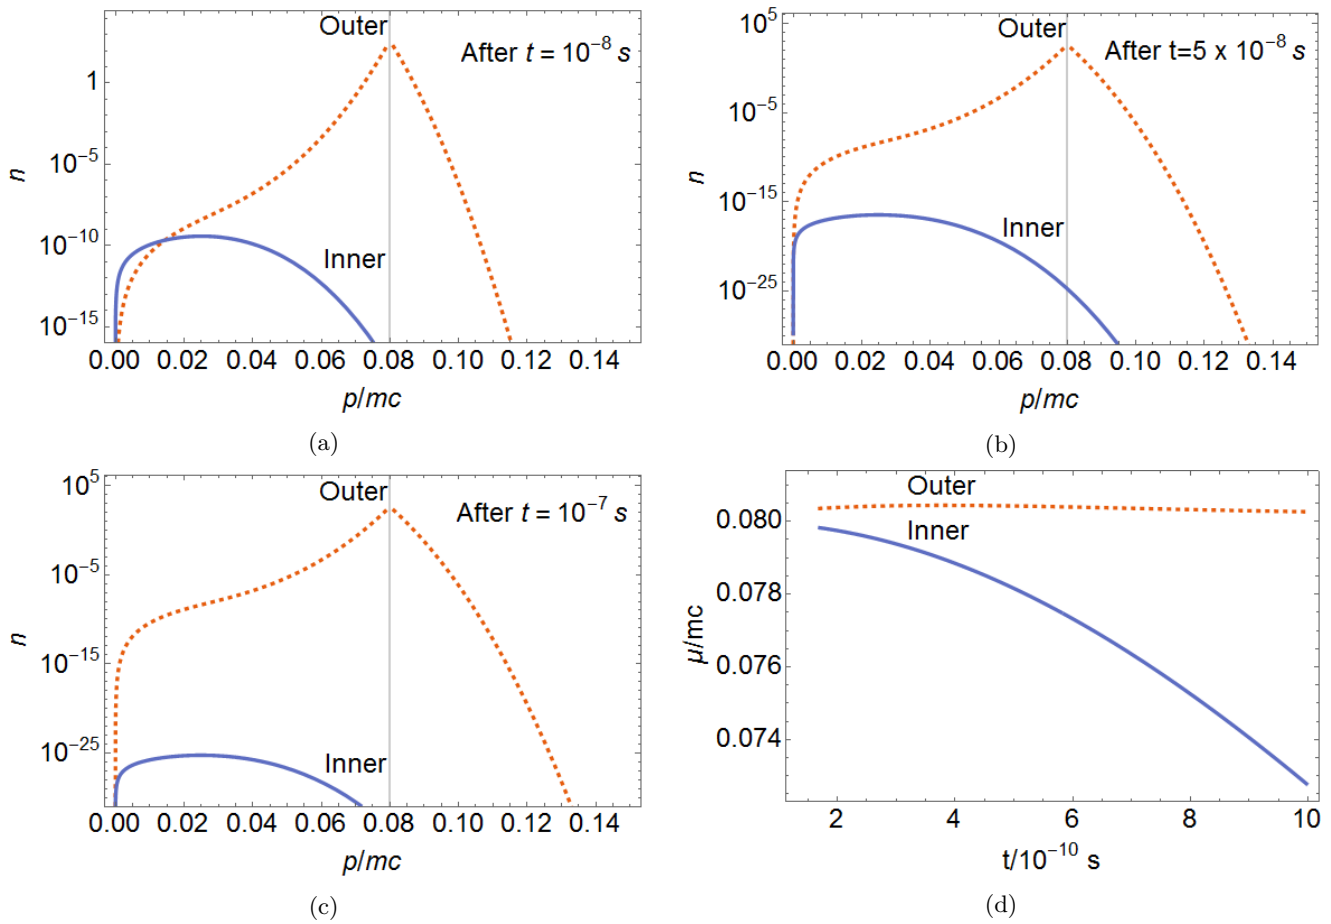 Outer
After t = 10⁻⁸ s
1
10⁻⁵
n
10⁻¹⁰
Inner
10⁻¹⁵
0.00 0.02 0.04 0.06 0.08 0.10 0.12 0.14
p/mc
(a)
10⁵
Outer
After t=5 x 10⁻⁸ s
10⁻⁵
n
10⁻¹⁵
Inner
10⁻²⁵
0.00 0.02 0.04 0.06 0.08 0.10 0.12 0.14
p/mc
(b)
10⁵
Outer
After t = 10⁻⁷ s
10⁻⁵
n
10⁻¹⁵
10⁻²⁵
Inner
0.00 0.02 0.04 0.06 0.08 0.10 0.12 0.14
p/mc
(c)
Outer
0.080
Inner
0.078
μ/mc
0.076
0.074
2 4 6 8 10
t/10⁻¹⁰ s
(d)